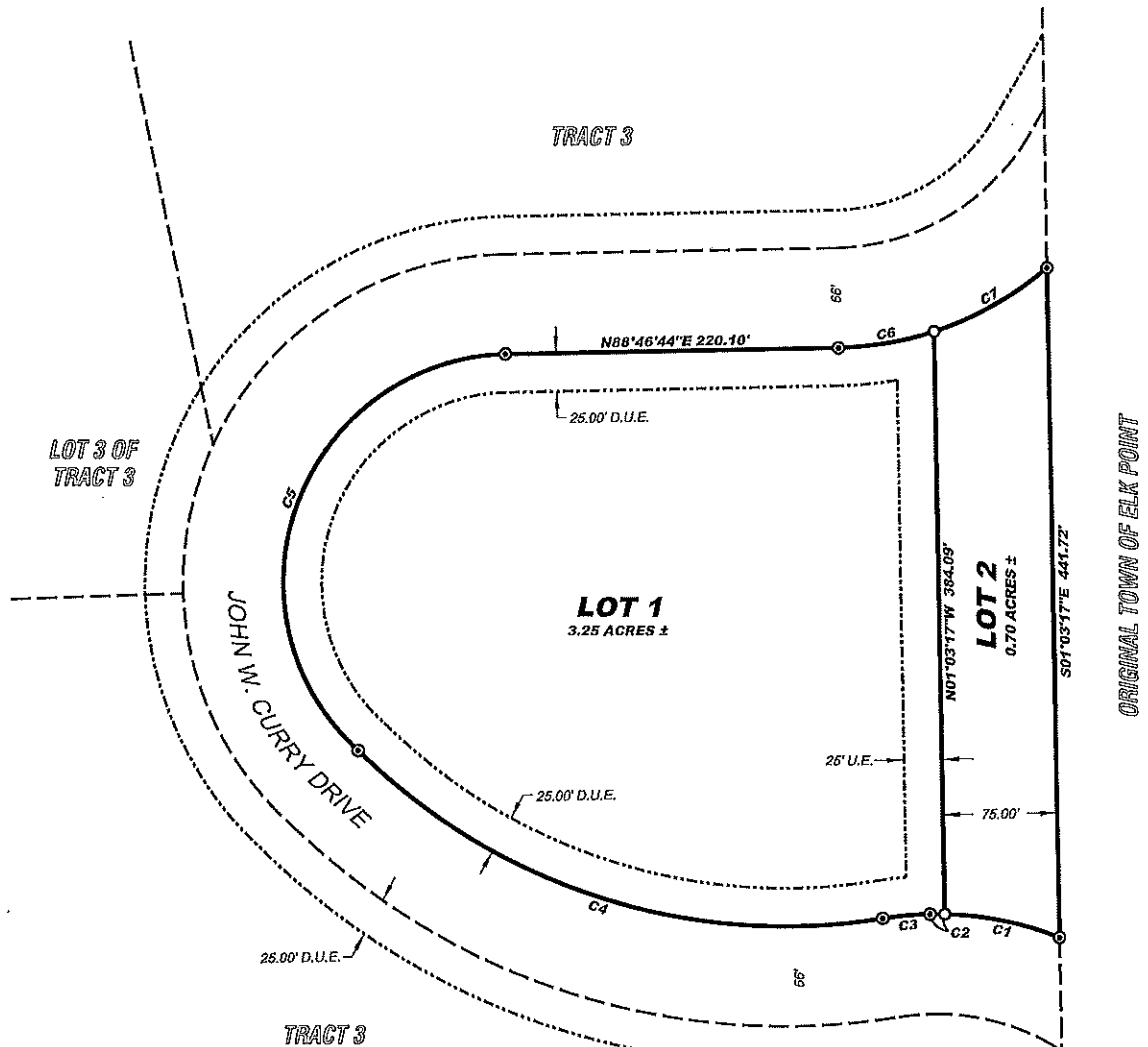 TRACT 3
66'
C7
C6
N88°46'44"E 220.10'
25.00' D.U.E.
LOT 3 OF
TRACT 3
C5
ORIGINAL TOWN OF ELK POINT
LOT 1
3.25 ACRES ±
N01°03'17"W 384.09'
LOT 2
0.70 ACRES ±
S01°03'17"E 441.72'
JOHN W. CURRY DRIVE
25' U.E.
25.00' D.U.E.
75.00'
C4
C3
C2
C1
25.00' D.U.E.
66'
TRACT 3